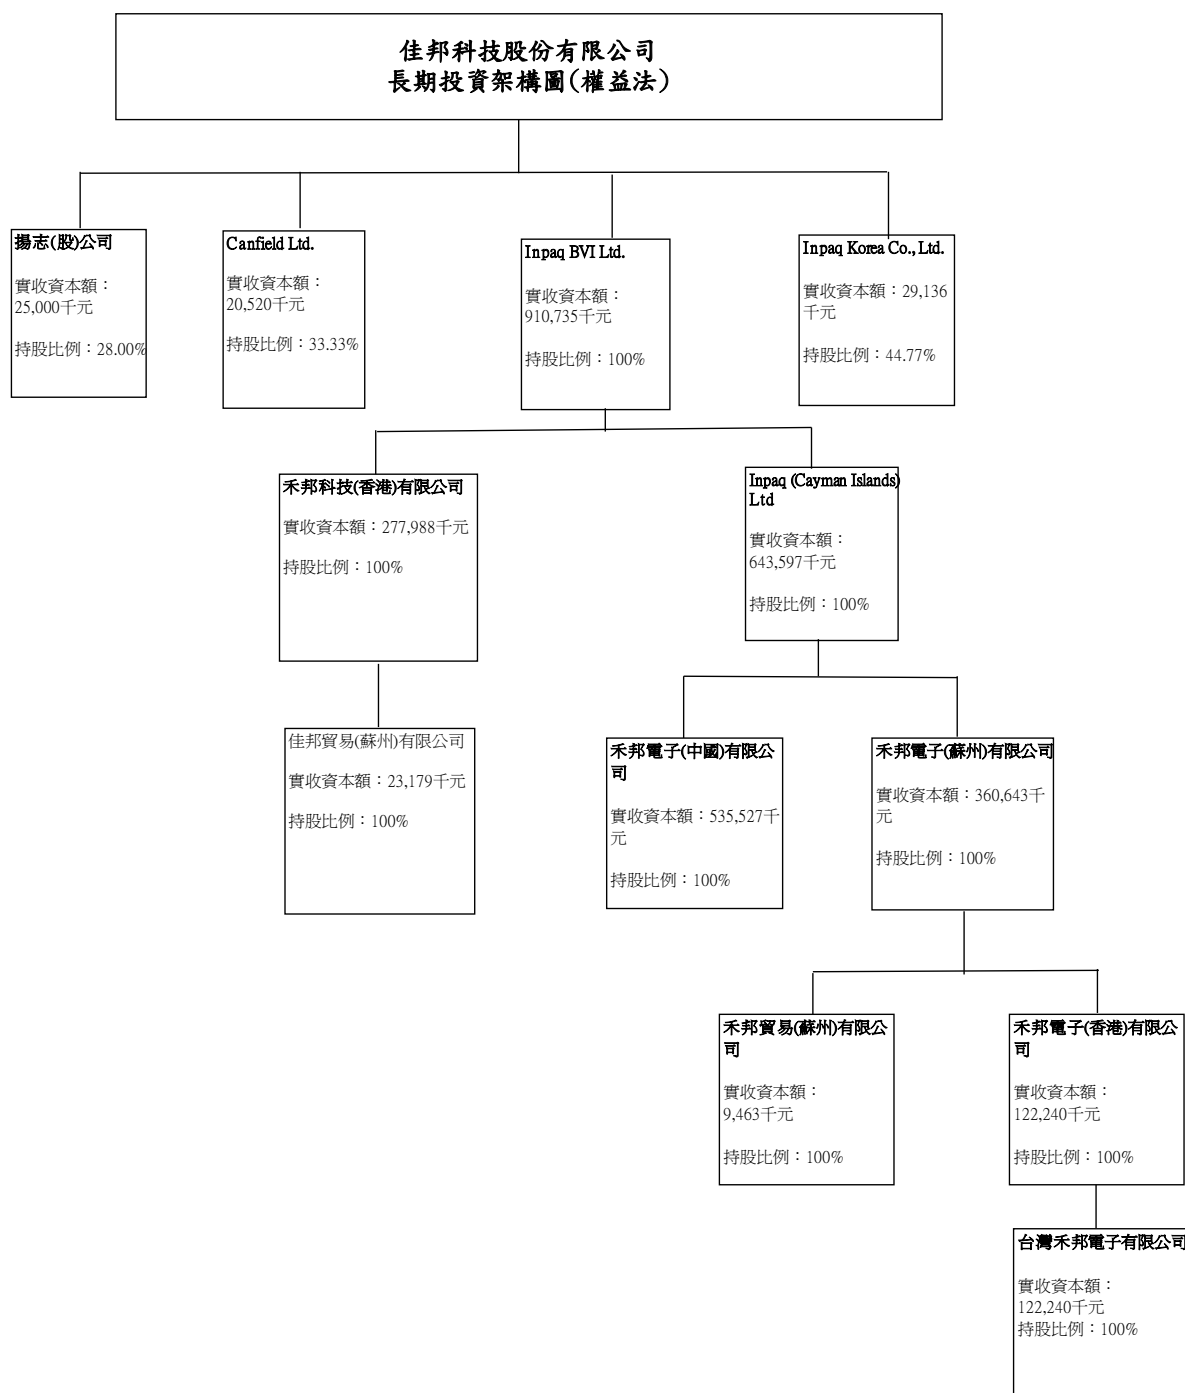 佳邦科技股份有限公司
長期投資架構圖(權益法)
揚志(股)公司
實收資本額：
25,000千元
持股比例：28.00%
Canfield Ltd.
實收資本額：
20,520千元
持股比例：33.33%
Inpaq BVI Ltd.
實收資本額：
910,735千元
持股比例：100%
Inpaq Korea Co., Ltd.
實收資本額：29,136
千元
持股比例：44.77%
禾邦科技(香港)有限公司
實收資本額：277,988千元
持股比例：100%
Inpaq (Cayman Islands)
Ltd
實收資本額：
643,597千元
持股比例：100%
佳邦貿易(蘇州)有限公司
實收資本額：23,179千元
持股比例：100%
禾邦電子(中國)有限公
司
實收資本額：535,527千
元
持股比例：100%
禾邦電子(蘇州)有限公司
實收資本額：360,643千
元
持股比例：100%
禾邦貿易(蘇州)有限公
司
實收資本額：
9,463千元
持股比例：100%
禾邦電子(香港)有限公
司
實收資本額：
122,240千元
持股比例：100%
台灣禾邦電子有限公司
實收資本額：
122,240千元
持股比例：100%